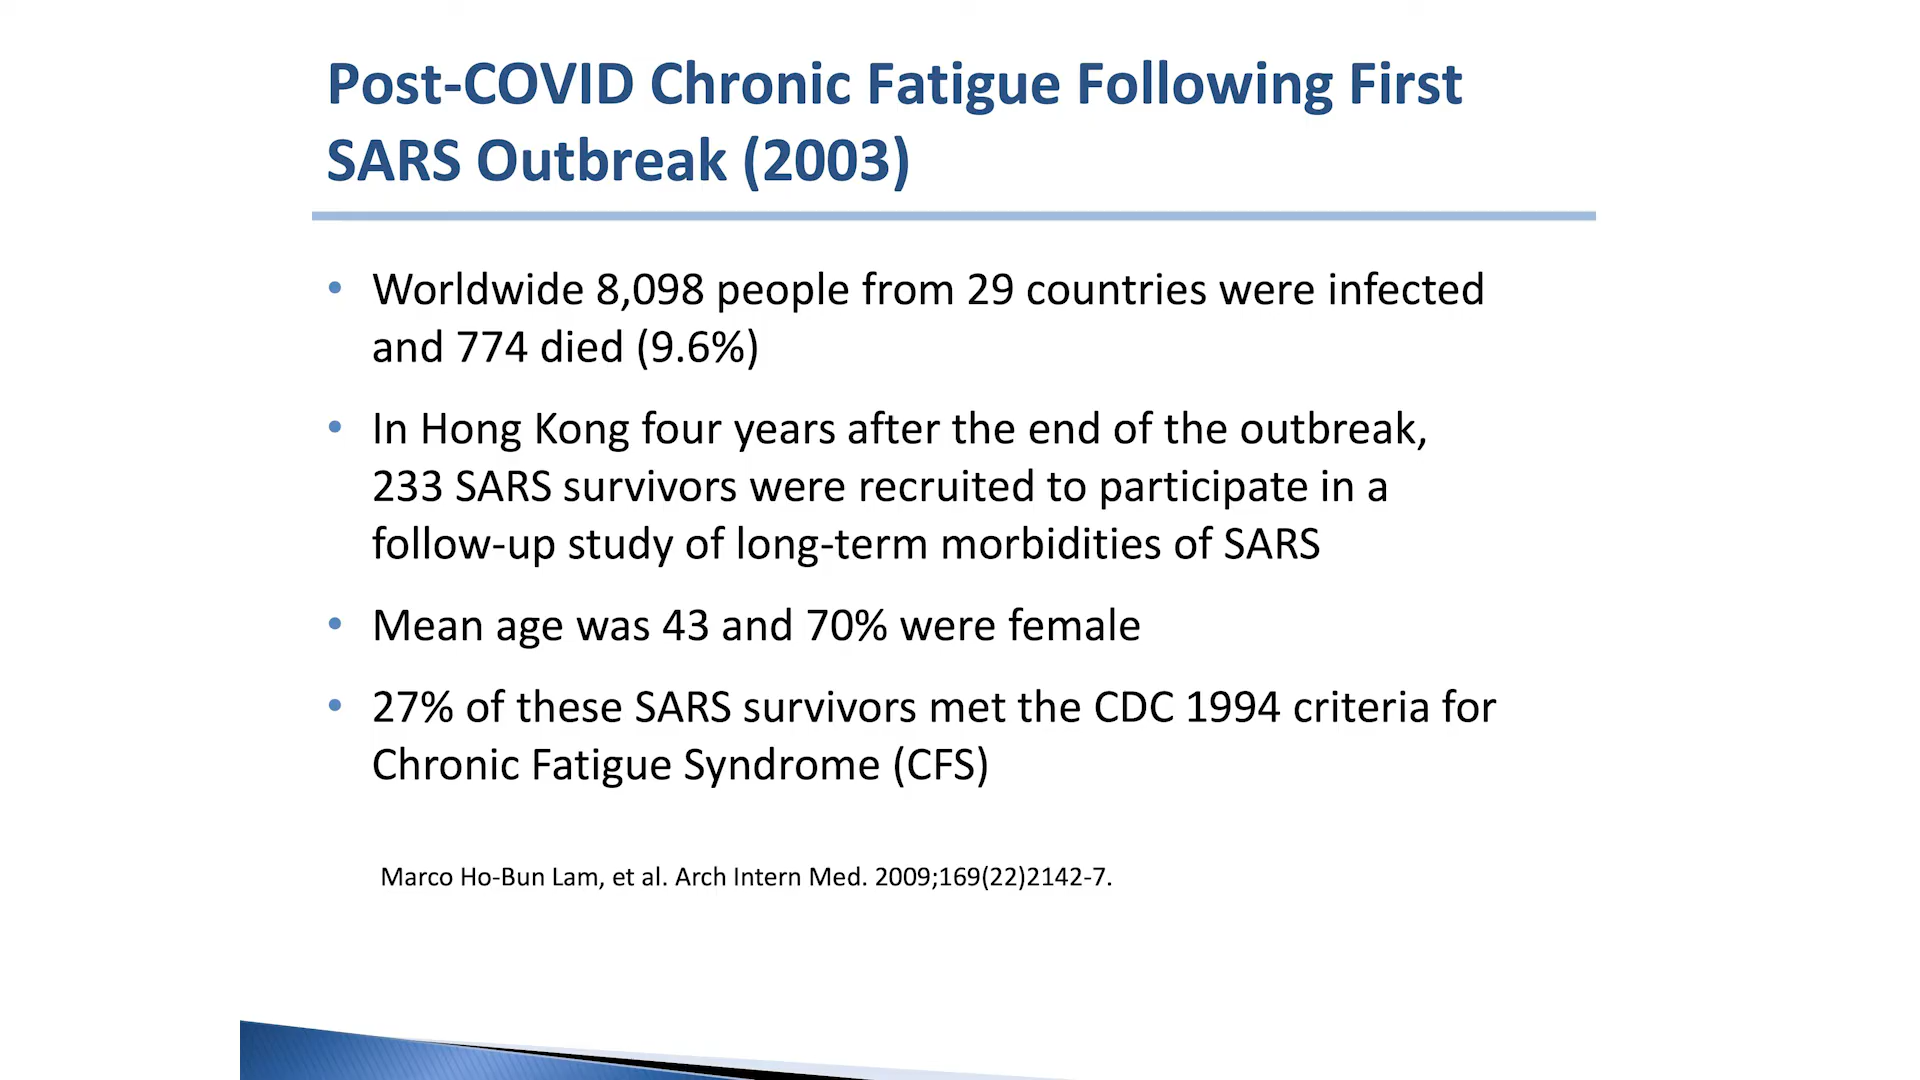 Post-COVID Chronic Fatigue Following First
SARS Outbreak (2003)
• Worldwide 8,098 people from 29 countries were infected
and 774 died (9.6%)
• In Hong Kong four years after the end of the outbreak,
233 SARS survivors were recruited to participate in a
follow-up study of long-term morbidities of SARS
• Mean age was 43 and 70% were female
• 27% of these SARS survivors met the CDC 1994 criteria for
Chronic Fatigue Syndrome (CFS)
Marco Ho-Bun Lam, et al. Arch Intern Med. 2009;169(22)2142-7.